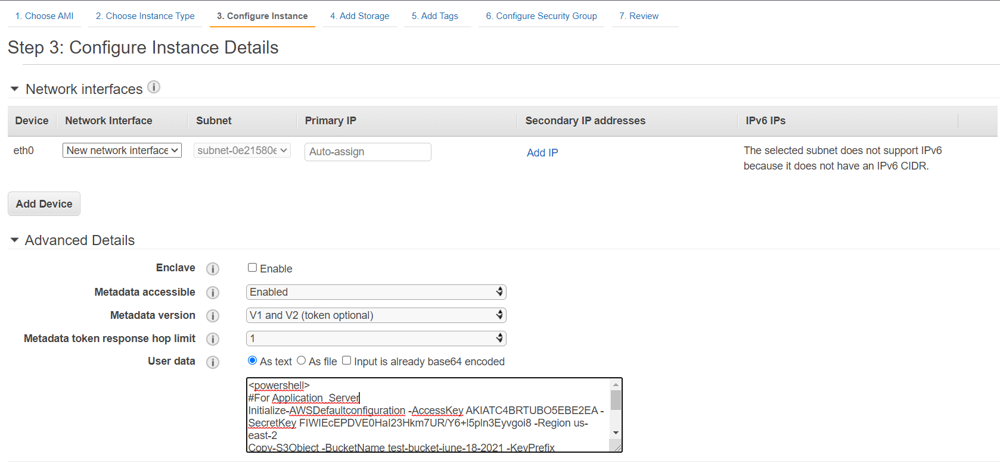 1. Choose AMI 2. Choose Instance Type 3. Configure Instance 4. Add Storage 5. Add Tags 6. Configure Security Group 7. Review
Step 3: Configure Instance Details
Network interfaces
Device Network Interface Subnet Primary IP Secondary IP addresses IPv6 IPs
eth0 New network interface subnet-0e21580e Auto-assign Add IP The selected subnet does not support IPv6
because it does not have an IPv6 CIDR.
Add Device
Advanced Details
Enclave Enable
Metadata accessible Enabled
Metadata version V1 and V2 (token optional)
Metadata token response hop limit 1
User data As text As file Input is already base64 encoded
<powershell>
#For Application_Server
Initialize-AWSDefaultconfiguration -AccessKey AKIATC4BRTUBO5EBE2EA -
SecretKey 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 -Region us-
east-2
Copy-S3Object -BucketName test-bucket-june-18-2021 -KeyPrefix